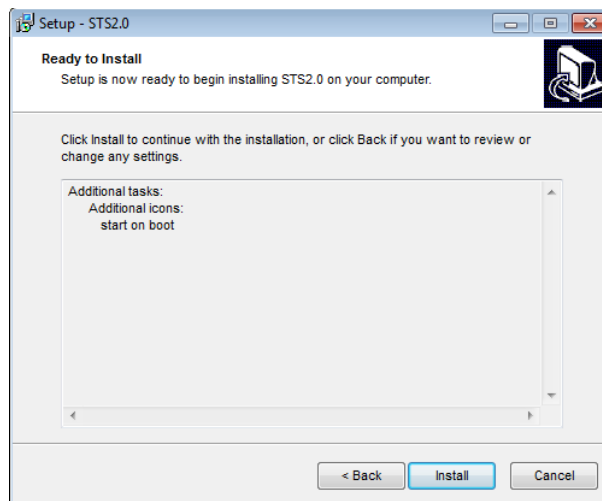 Setup - STS2.0
Ready to Install
Setup is now ready to begin installing STS2.0 on your computer.
Click Install to continue with the installation, or click Back if you want to review or
change any settings.
Additional tasks:
Additional icons:
start on boot
< Back
Install
Cancel